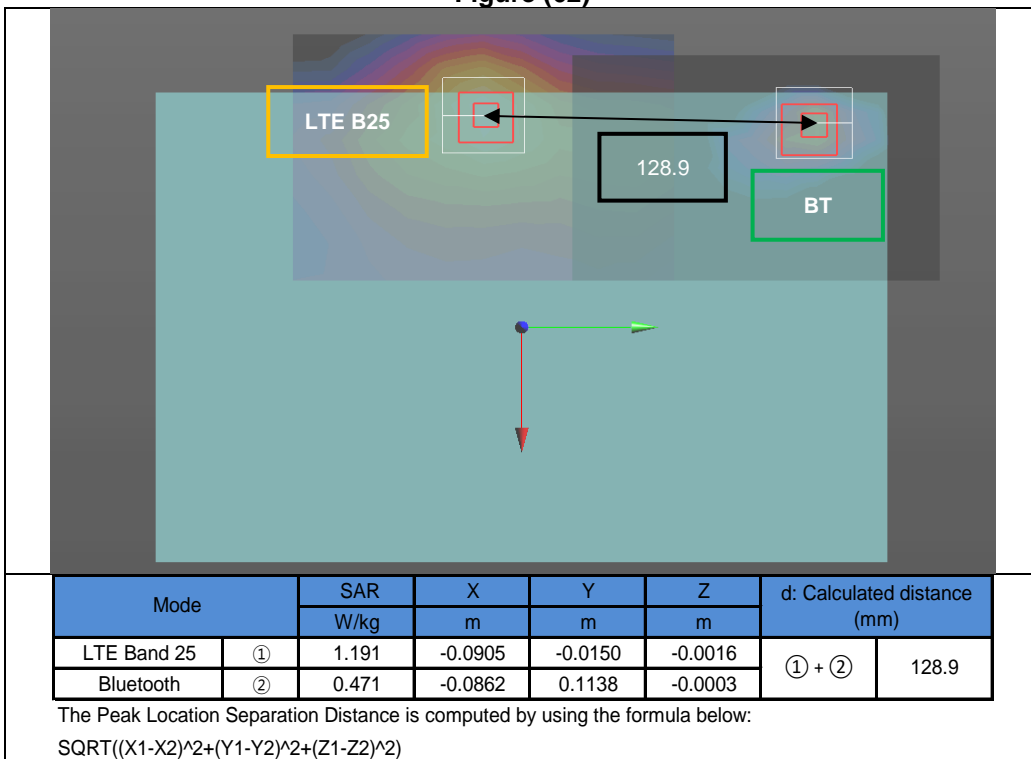 Figure (62)
LTE B25
128.9
BT
Mode SAR X Y Z d: Calculated distance (mm)
W/kg m m m
LTE Band 25 ① 1.191 -0.0905 -0.0150 -0.0016 ① + ② 128.9
Bluetooth ② 0.471 -0.0862 0.1138 -0.0003
The Peak Location Separation Distance is computed by using the formula below:
SQRT((X1-X2)^2+(Y1-Y2)^2+(Z1-Z2)^2)